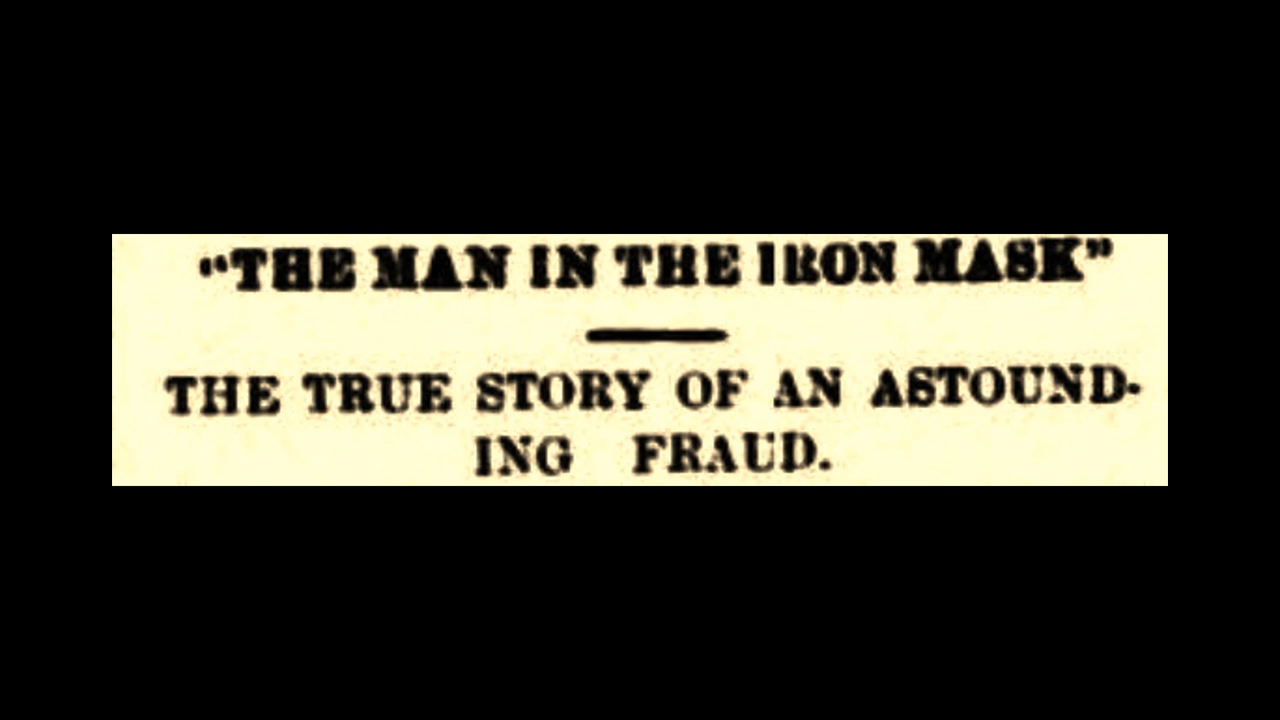 “THE MAN IN THE IRON MASK”
THE TRUE STORY OF AN ASTOUND-
ING FRAUD.